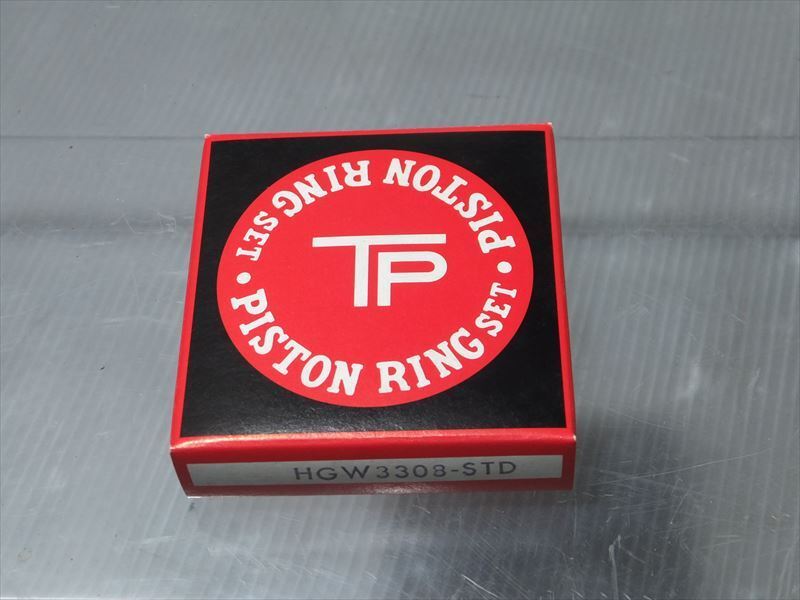 PISTON RING SET
TP
PISTON RING SET
HGW3308-STD